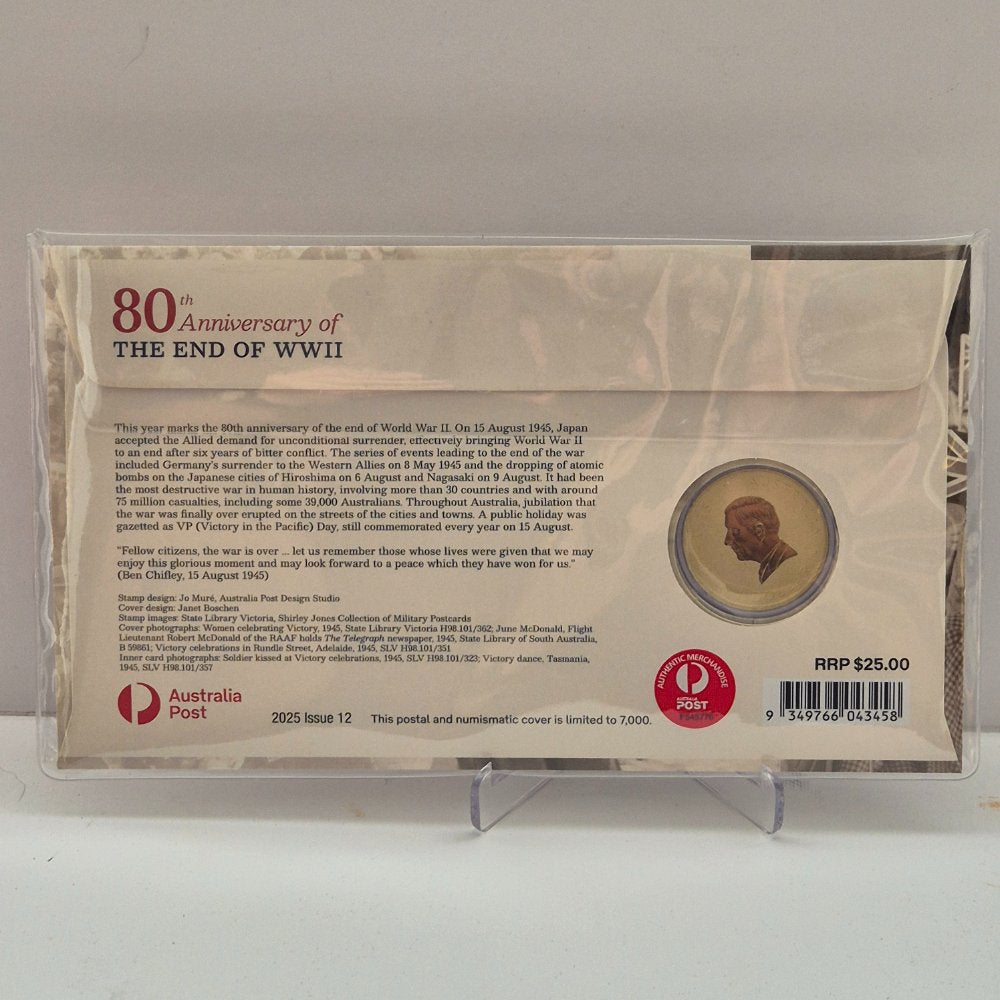 80th
Anniversary of
THE END OF WWII
This year marks the 80th anniversary of the end of World War II. On 15 August 1945, Japan
accepted the Allied demand for unconditional surrender, effectively bringing World War II
to an end after six years of bitter conflict. The series of events leading to the end of the war
included Germany's surrender to the Western Allies on 8 May 1945 and the dropping of atomic
bombs on the Japanese cities of Hiroshima on 6 August and Nagasaki on 9 August. It had been
the most destructive war in human history, involving more than 30 countries and with around
75 million casualties, including some 39,000 Australians. Throughout Australia, jubilation that
the war was finally over erupted on the streets of the cities and towns. A public holiday was
gazetted as VP (Victory in the Pacific) Day, still commemorated every year on 15 August.
"Fellow citizens, the war is over ... let us remember those whose lives were given that we may
enjoy this glorious moment and may look forward to a peace which they have won for us."
(Ben Chifley, 15 August 1945)
Stamp design: Jo Muré, Australia Post Design Studio
Cover design: Janet Boschen
Stamp images: State Library Victoria, Shirley Jones Collection of Military Postcards
Cover photographs: Women celebrating Victory, 1945, State Library Victoria H98.101/362; June McDonald, Flight
Lieutenant Robert McDonald of the RAAF holds The Telegraph newspaper, 1945, State Library of South Australia,
B 59861; Victory celebrations in Rundle Street, Adelaide, 1945, SLV H98.101/351
Inner card photographs: Soldier kissed at Victory celebrations, 1945, SLV H98.101/323; Victory dance, Tasmania,
1945, SLV H98.101/357
Australia
Post
2025 Issue 12
This postal and numismatic cover is limited to 7,000.
AUTHENTIC MERCHANDISE
AUSTRALIA
POST
RRP $25.00
9 349766 043458